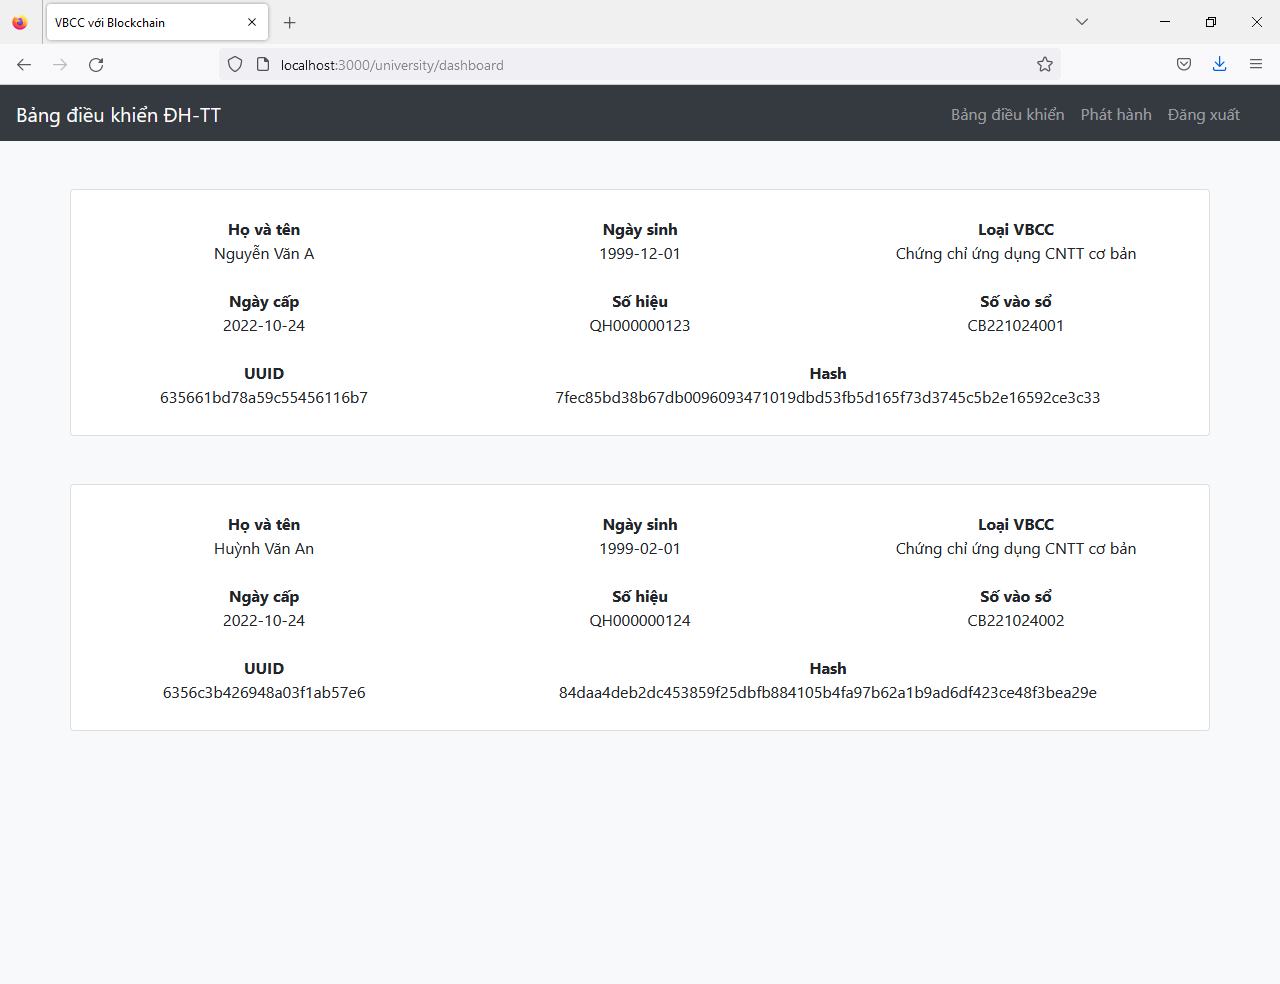 VBCC với Blockchain
localhost:3000/university/dashboard
Bảng điều khiển ĐH-TT
Bảng điều khiển Phát hành Đăng xuất
Họ và tên Ngày sinh Loại VBCC
Nguyễn Văn A 1999-12-01 Chứng chỉ ứng dụng CNTT cơ bản
Ngày cấp Số hiệu Số vào sổ
2022-10-24 QH000000123 CB221024001
UUID Hash
635661bd78a59c55456116b7 7fec85bd38b67db0096093471019dbd53fb5d165f73d3745c5b2e16592ce3c33
Họ và tên Ngày sinh Loại VBCC
Huỳnh Văn An 1999-02-01 Chứng chỉ ứng dụng CNTT cơ bản
Ngày cấp Số hiệu Số vào sổ
2022-10-24 QH000000124 CB221024002
UUID Hash
6356c3b426948a03f1ab57e6 84daa4deb2dc453859f25dbfb884105b4fa97b62a1b9ad6df423ce48f3bea29e